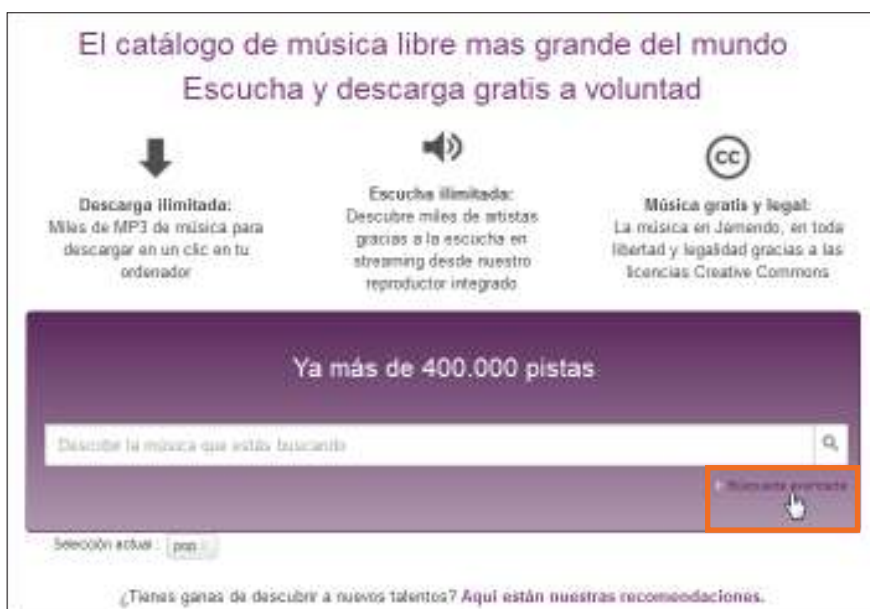 El catálogo de música libre mas grande del mundo
Escucha y descarga gratis a voluntad
Descarga ilimitada:
Miles de MP3 de música para
descargar en un clic en tu
ordenador
Escucha ilimitada:
Descubre miles de artistas
gracias a la escucha en
streaming desde nuestro
reproductor integrado
cc
Música gratis y legal:
La música en Jamendo, en toda
libertad y legalidad gracias a las
licencias Creative Commons
Ya más de 400.000 pistas
Describe la música que estás buscando
Búsqueda avanzada
Selección actual : pop
¿Tienes ganas de descubrir a nuevos talentos? Aquí están nuestras recomendaciones.